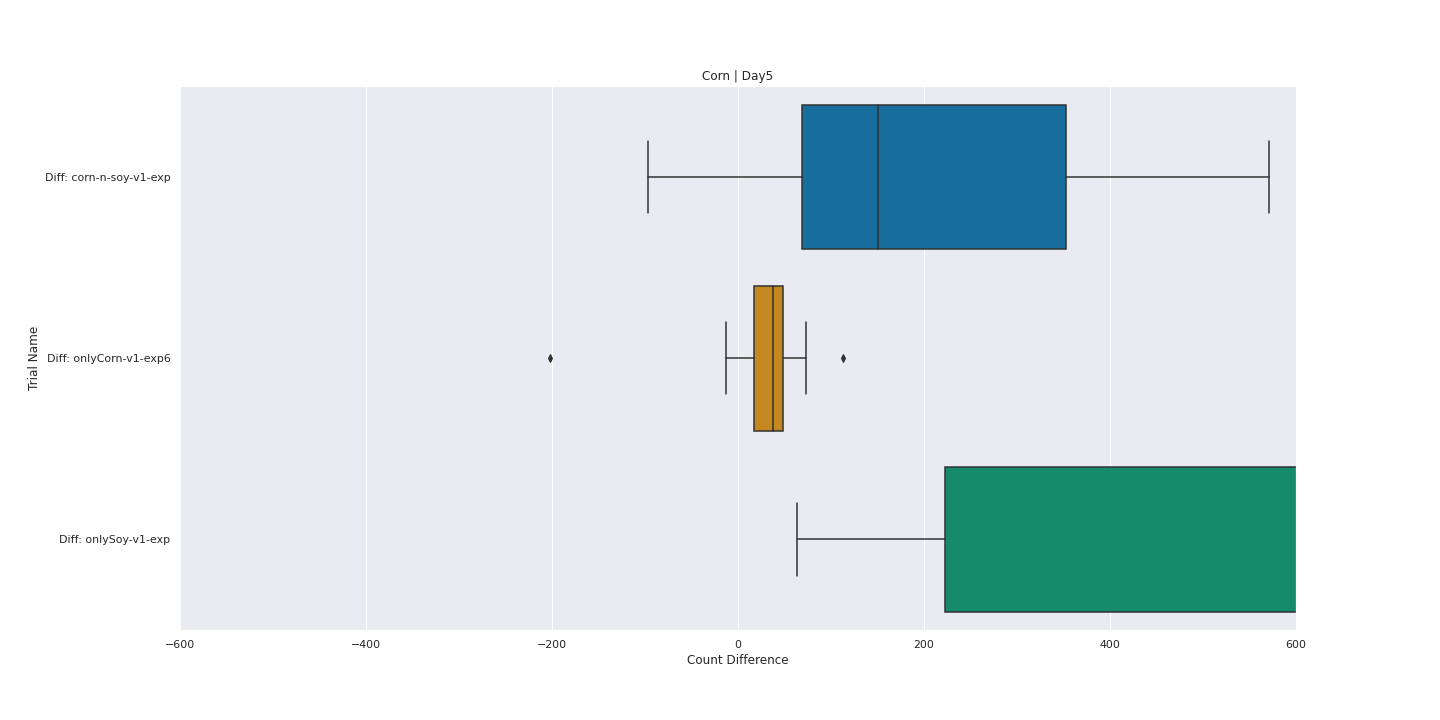 Corn | Day5
Trial Name
Diff: corn-n-soy-v1-exp
Diff: onlyCorn-v1-exp6
Diff: onlySoy-v1-exp
−600 −400 −200 0 200 400 600
Count Difference